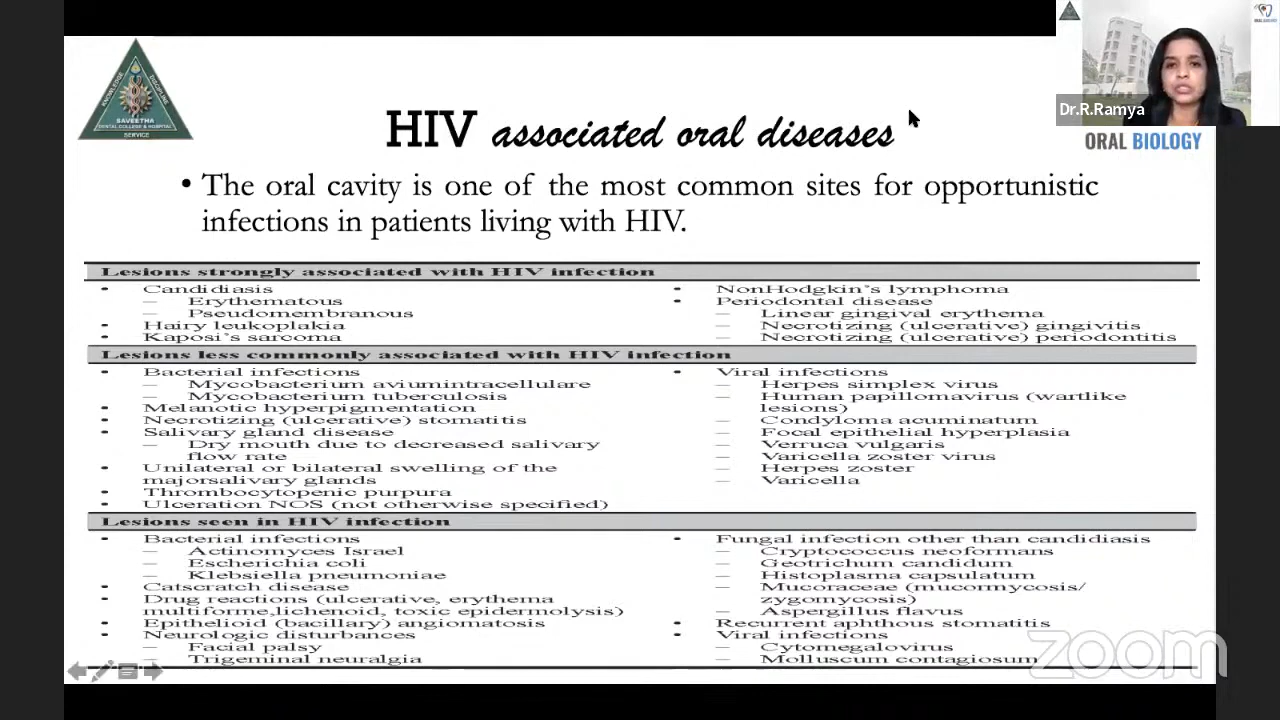 KNOWLEDGE
DISCIPLINE
SAVEETHA
DENTAL COLLEGE & HOSPITAL
SERVICE
Dr.R.Ramya
ORAL BIOLOGY
HIV associated oral diseases
• The oral cavity is one of the most common sites for opportunistic
infections in patients living with HIV.
Lesions strongly associated with HIV infection
• Candidiasis
– Erythematous
– Pseudomembranous
• Hairy leukoplakia
• Kaposi's sarcoma
• NonHodgkin's lymphoma
• Periodontal disease
– Linear gingival erythema
– Necrotizing (ulcerative) gingivitis
– Necrotizing (ulcerative) periodontitis
Lesions less commonly associated with HIV infection
• Bacterial infections
– Mycobacterium aviumintracellulare
– Mycobacterium tuberculosis
• Melanotic hyperpigmentation
• Necrotizing (ulcerative) stomatitis
• Salivary gland disease
– Dry mouth due to decreased salivary
flow rate
• Unilateral or bilateral swelling of the
majorsalivary glands
• Thrombocytopenic purpura
• Ulceration NOS (not otherwise specified)
• Viral infections
– Herpes simplex virus
– Human papillomavirus (wartlike
lesions)
– Condyloma acuminatum
– Focal epithelial hyperplasia
– Verruca vulgaris
– Varicella zoster virus
– Herpes zoster
– Varicella
Lesions seen in HIV infection
• Bacterial infections
– Actinomyces Israel
– Escherichia coli
– Klebsiella pneumoniae
• Catscratch disease
• Drug reactions (ulcerative, erythema
multiforme,lichenoid, toxic epidermolysis)
• Epithelioid (bacillary) angiomatosis
• Neurologic disturbances
– Facial palsy
– Trigeminal neuralgia
• Fungal infection other than candidiasis
– Cryptococcus neoformans
– Geotrichum candidum
– Histoplasma capsulatum
– Mucoraceae (mucormycosis/
zygomycosis)
– Aspergillus flavus
• Recurrent aphthous stomatitis
• Viral infections
– Cytomegalovirus
– Molluscum contagiosum
zoom